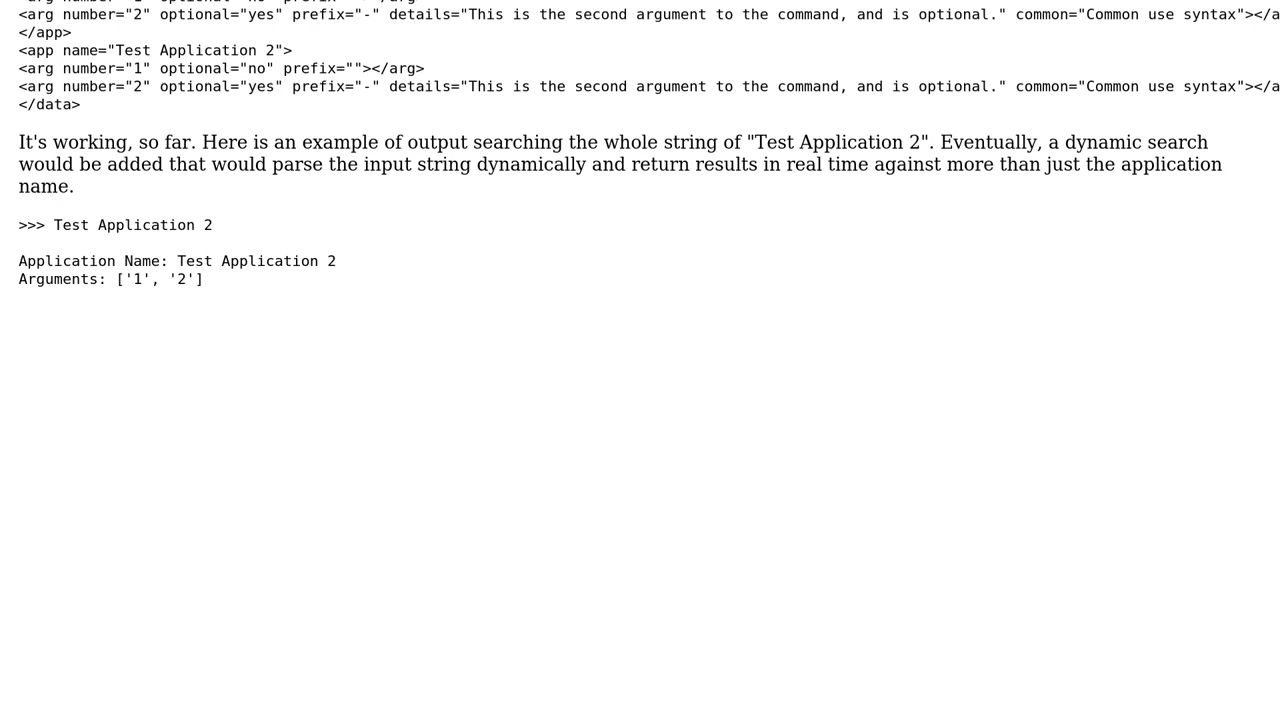 <arg number="2" optional="yes" prefix="-" details="This is the second argument to the command, and is optional." common="Common use syntax"></a
</app>
<app name="Test Application 2">
<arg number="1" optional="no" prefix=""></arg>
<arg number="2" optional="yes" prefix="-" details="This is the second argument to the command, and is optional." common="Common use syntax"></a
</data>
It's working, so far. Here is an example of output searching the whole string of "Test Application 2". Eventually, a dynamic search
would be added that would parse the input string dynamically and return results in real time against more than just the application
name.
>>> Test Application 2
Application Name: Test Application 2
Arguments: ['1', '2']